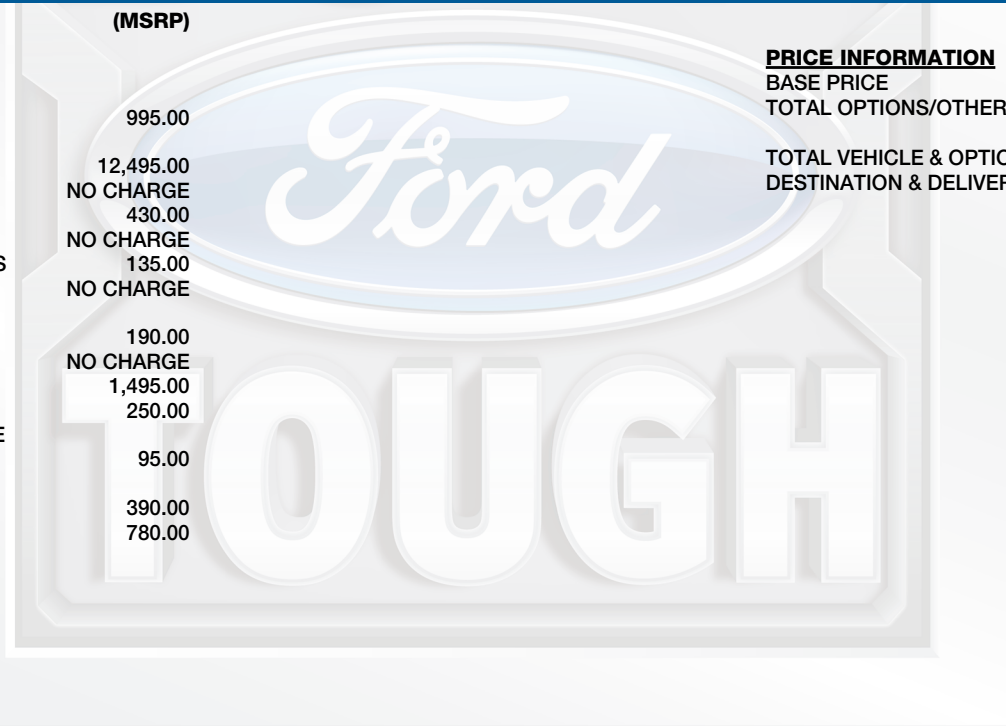 (MSRP)
995.00
12,495.00
NO CHARGE
430.00
NO CHARGE
S 135.00
NO CHARGE
190.00
NO CHARGE
1,495.00
250.00
E
95.00
390.00
780.00
PRICE INFORMATION
BASE PRICE
TOTAL OPTIONS/OTHER
TOTAL VEHICLE & OPTIO
DESTINATION & DELIVER
Ford
TOUGH